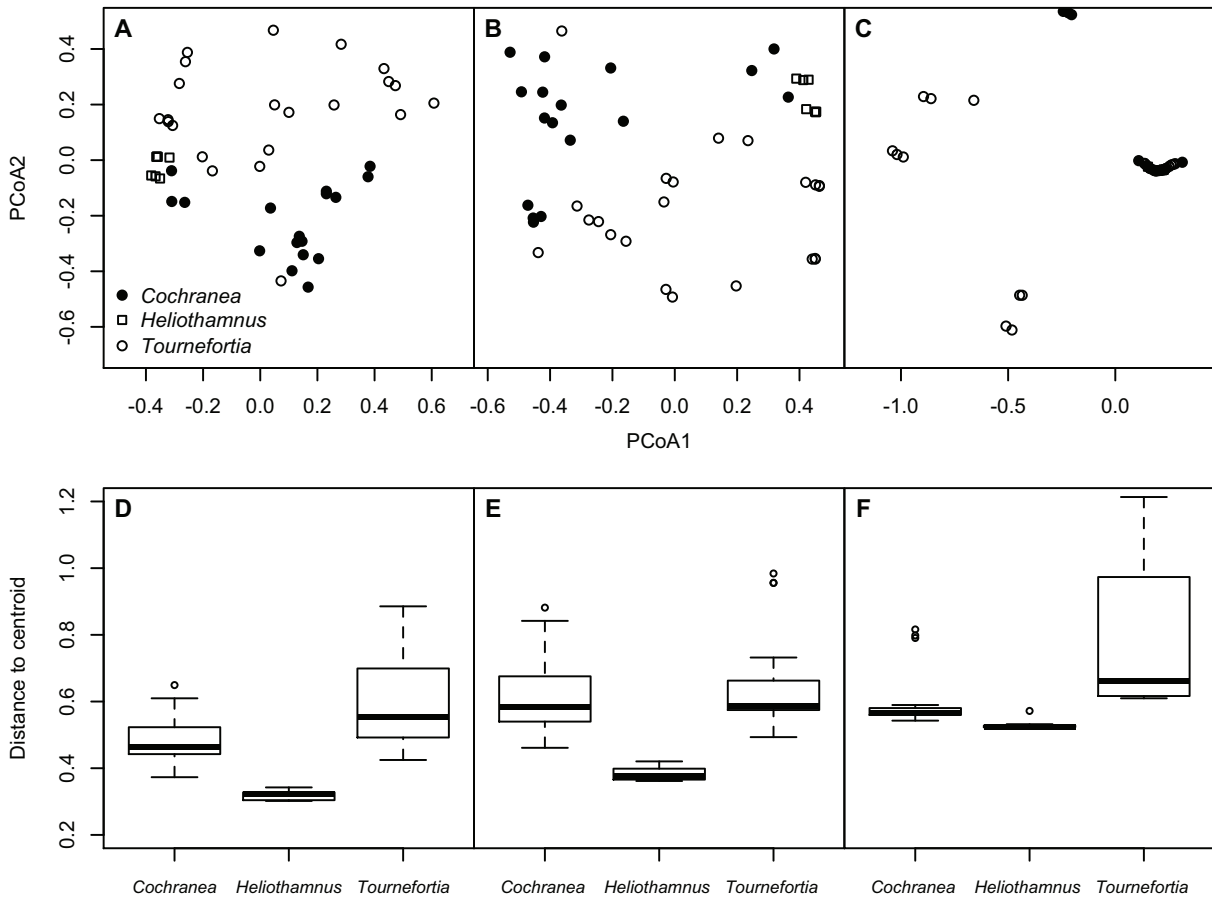 A B C
0.4
0.2
0.0
-0.2
-0.4
-0.6
PCoA2
Cochranea
Heliothamnus
Tournefortia
-0.4 -0.2 0.0 0.2 0.4 0.6
-0.6 -0.4 -0.2 0.0 0.2 0.4
-1.0 -0.5 0.0
PCoA1
D E F
1.2
1.0
0.8
0.6
0.4
0.2
Distance to centroid
Cochranea Heliothamnus Tournefortia
Cochranea Heliothamnus Tournefortia
Cochranea Heliothamnus Tournefortia